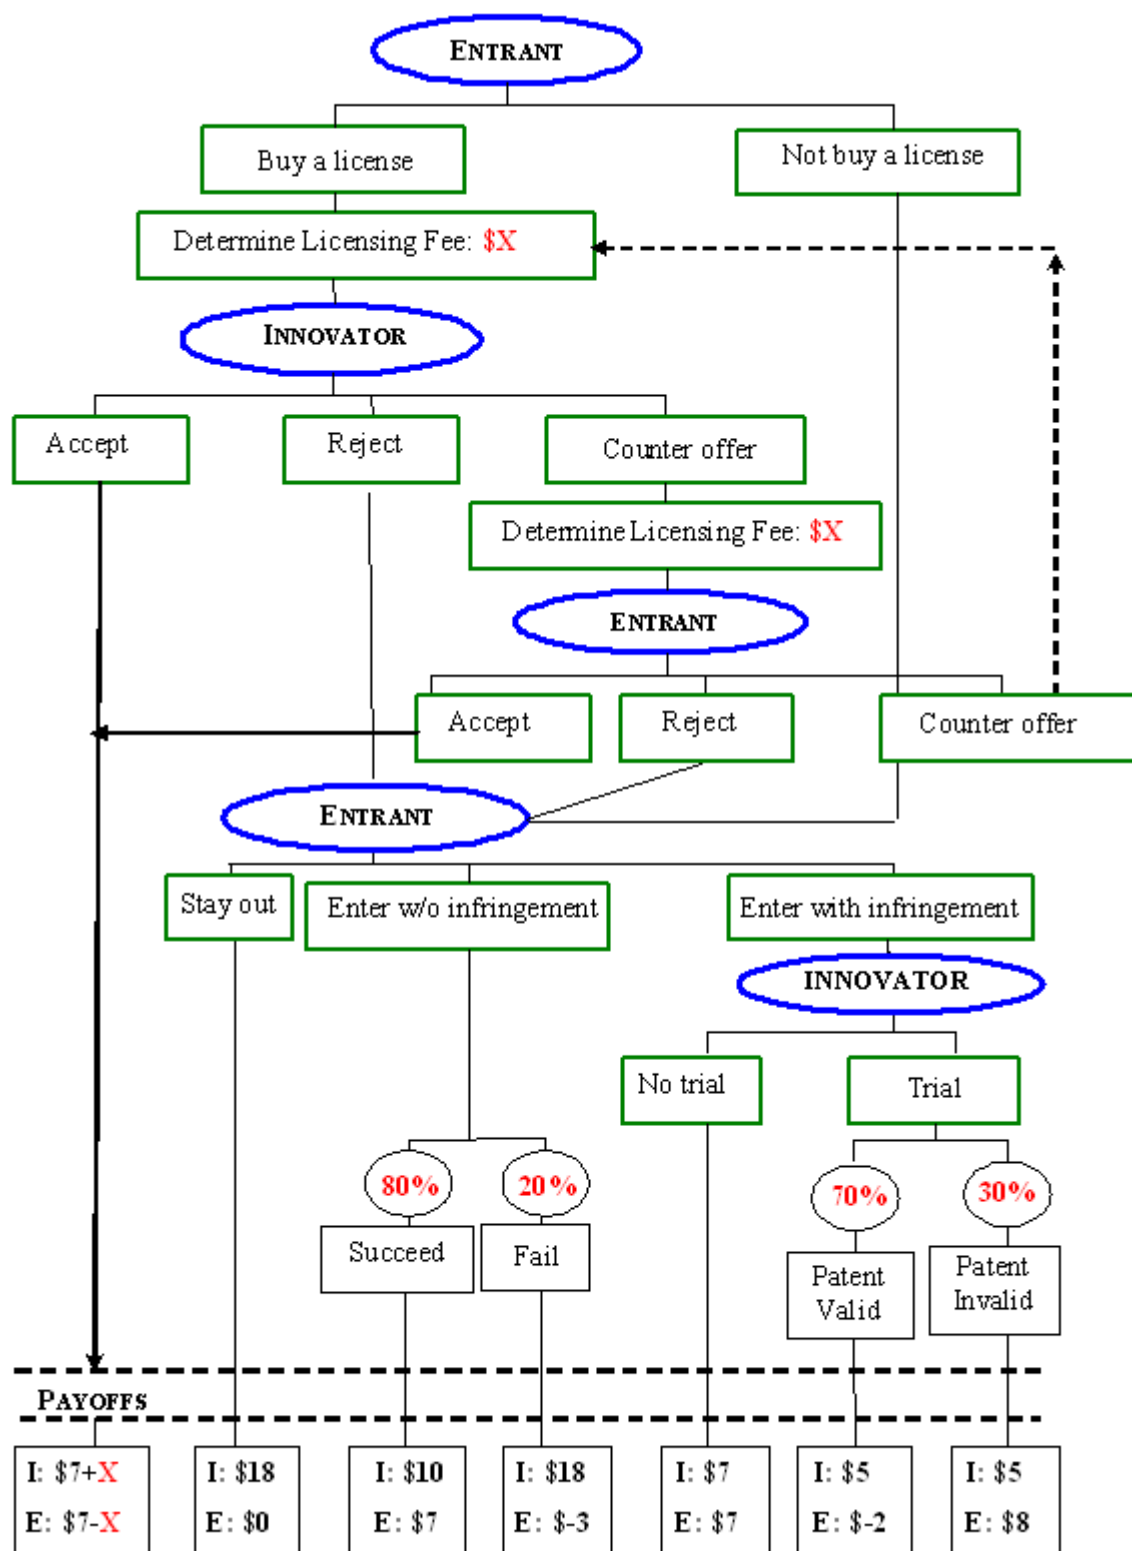 ENTRANT
Buy a license
Not buy a license
Determine Licensing Fee: $X
INNOVATOR
Accept
Reject
Counter offer
Determine Licensing Fee: $X
ENTRANT
Accept
Reject
Counter offer
ENTRANT
Stay out
Enter w/o infringement
Enter with infringement
INNOVATOR
No trial
Trial
80%
20%
70%
30%
Succeed
Fail
Patent
Valid
Patent
Invalid
PAYOFFS
I: $7+X
E: $7-X
I: $18
E: $0
I: $10
E: $7
I: $18
E: $-3
I: $7
E: $7
I: $5
E: $-2
I: $5
E: $8